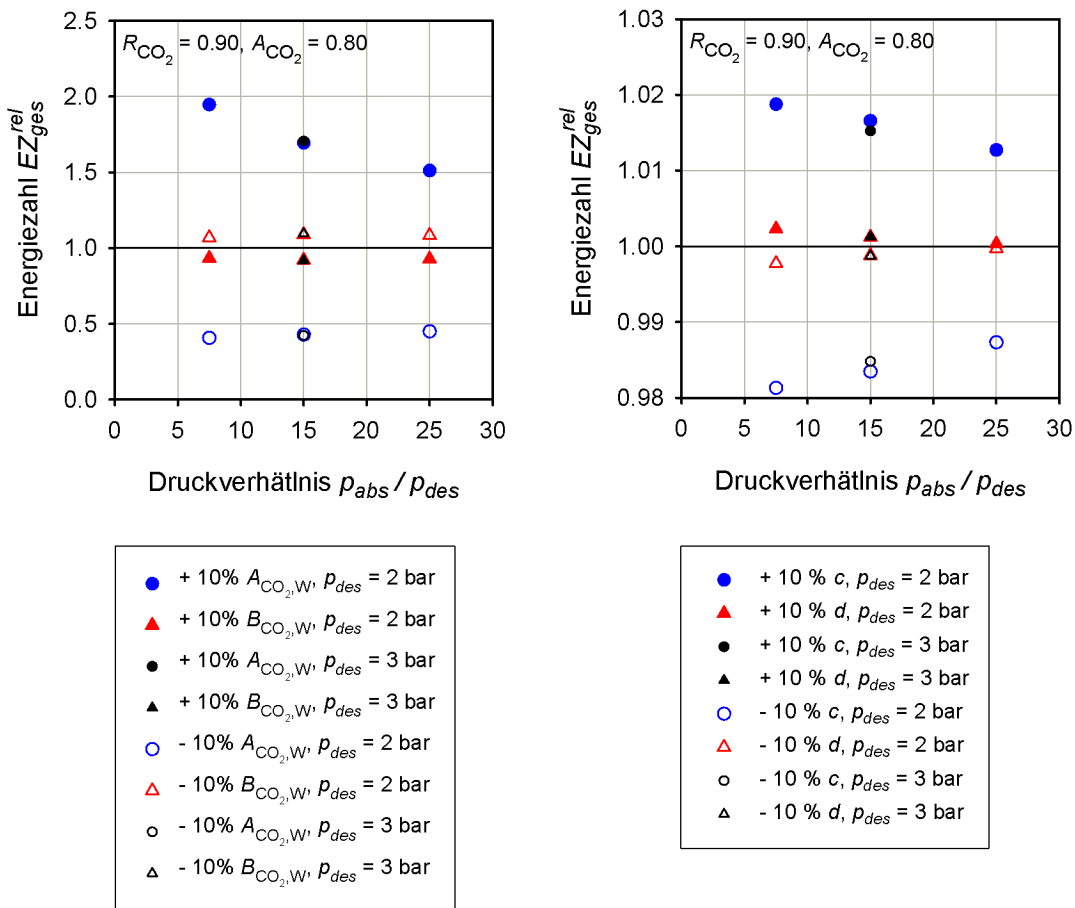 R_CO₂ = 0.90, A_CO₂ = 0.80
Energiezahl EZ_ges^rel
2.5
2.0
1.5
1.0
0.5
0.0
0 5 10 15 20 25 30
Druckverhätlnis p_abs / p_des
+ 10% A_CO₂,W, p_des = 2 bar
+ 10% B_CO₂,W, p_des = 2 bar
+ 10% A_CO₂,W, p_des = 3 bar
+ 10% B_CO₂,W, p_des = 3 bar
- 10% A_CO₂,W, p_des = 2 bar
- 10% B_CO₂,W, p_des = 2 bar
- 10% A_CO₂,W, p_des = 3 bar
- 10% B_CO₂,W, p_des = 3 bar
R_CO₂ = 0.90, A_CO₂ = 0.80
Energiezahl EZ_ges^rel
1.03
1.02
1.01
1.00
0.99
0.98
0 5 10 15 20 25 30
Druckverhätlnis p_abs / p_des
+ 10 % c, p_des = 2 bar
+ 10 % d, p_des = 2 bar
+ 10 % c, p_des = 3 bar
+ 10 % d, p_des = 3 bar
- 10 % c, p_des = 2 bar
- 10 % d, p_des = 2 bar
- 10 % c, p_des = 3 bar
- 10 % d, p_des = 3 bar